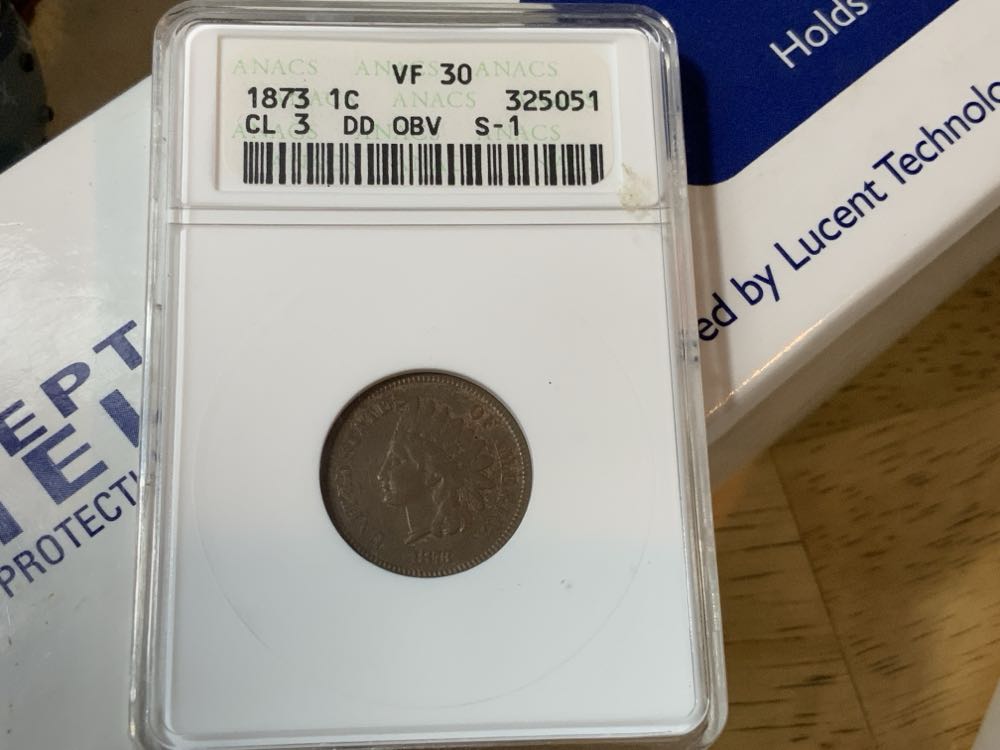 ANACS ANACS ANACS
VF 30
1873 1C ANACS 325051
CL 3 DD OBV S-1
Holds
ed by Lucent Technolo
EPT
PROTECTI
1873